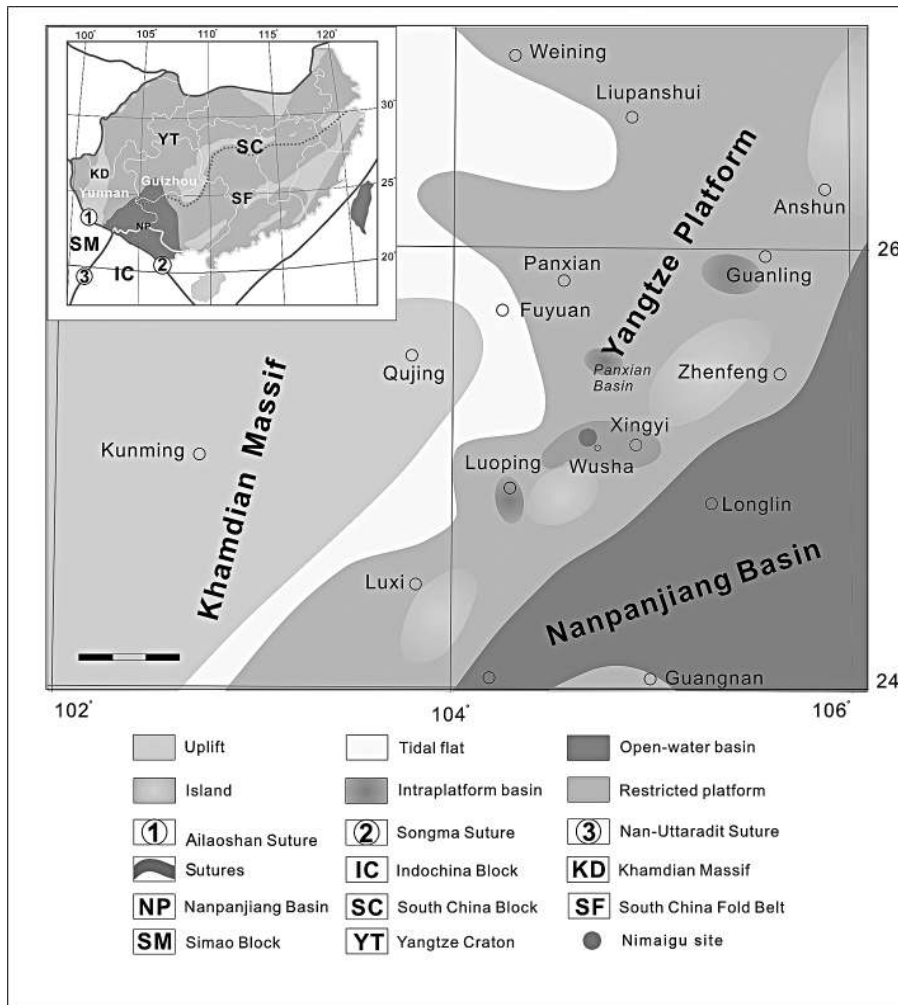 100° 105° 110° 115° 120°
30°
25°
20°
YT
SC
KD
Yunnan
Guizhou
SF
NP
1
SM
IC
2
3
Weining
Liupanshui
Anshun
26°
Yangtze Platform
Panxian
Guanling
Fuyuan
Qujing
Panxian
Basin
Zhenfeng
Khamdian Massif
Kunming
Xingyi
Luoping
Wusha
Longlin
Nanpanjiang Basin
Luxi
Guangnan
24°
102° 104° 106°
Uplift Tidal flat Open-water basin
Island Intraplatform basin Restricted platform
1 Ailaoshan Suture 2 Songma Suture 3 Nan-Uttaradit Suture
Sutures IC Indochina Block KD Khamdian Massif
NP Nanpanjiang Basin SC South China Block SF South China Fold Belt
SM Simao Block YT Yangtze Craton Nimaigu site